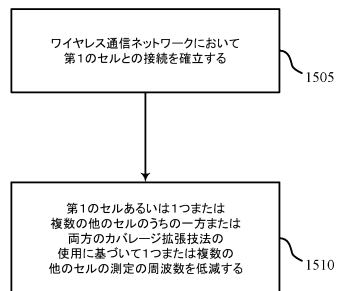 ワイヤレス通信ネットワークにおいて
第1のセルとの接続を確立する
1505
第1のセルあるいは1つまたは
複数の他のセルのうちの一方または
両方のカバレージ拡張技法の
使用に基づいて1つまたは複数の
他のセルの測定の周波数を低減する
1510